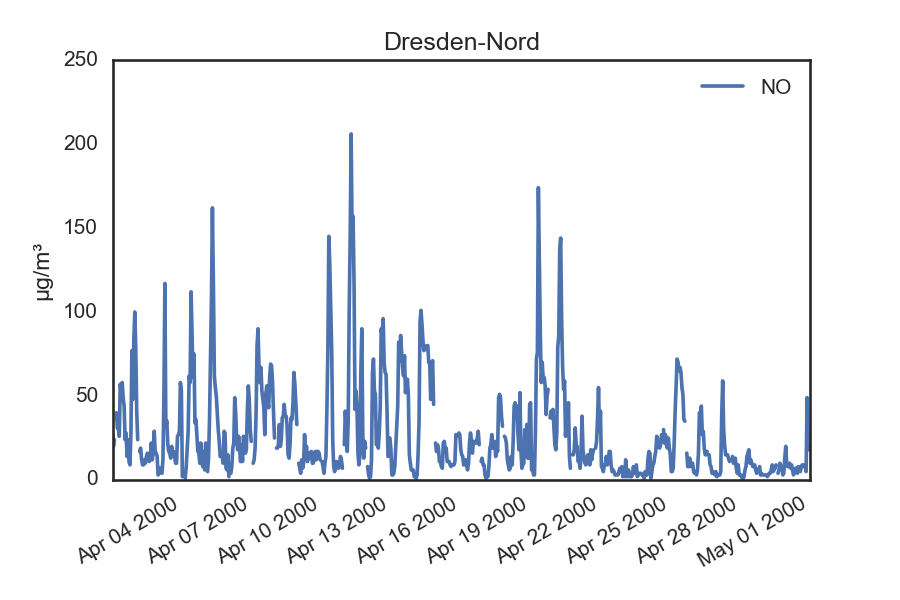 Dresden-Nord
250
200
150
100
50
0
µg/m³
NO
Apr 04 2000
Apr 07 2000
Apr 10 2000
Apr 13 2000
Apr 16 2000
Apr 19 2000
Apr 22 2000
Apr 25 2000
Apr 28 2000
May 01 2000